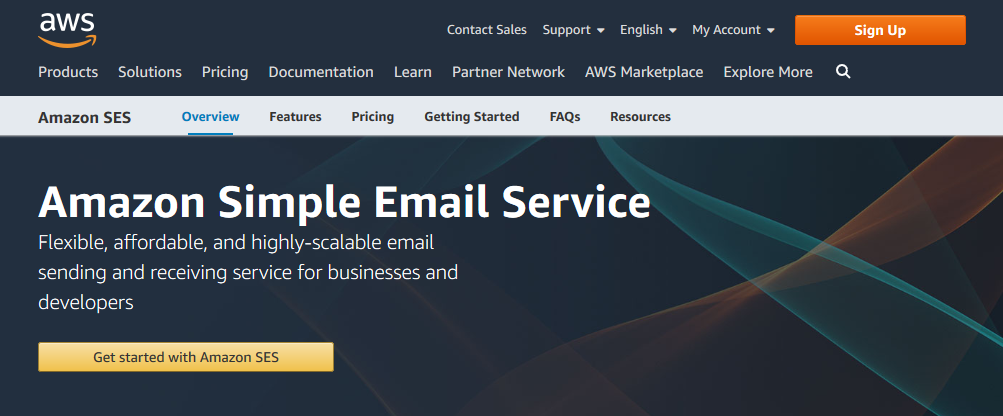 aws
Contact Sales Support English My Account Sign Up
Products Solutions Pricing Documentation Learn Partner Network AWS Marketplace Explore More
Amazon SES Overview Features Pricing Getting Started FAQs Resources
Amazon Simple Email Service
Flexible, affordable, and highly-scalable email
sending and receiving service for businesses and
developers
Get started with Amazon SES